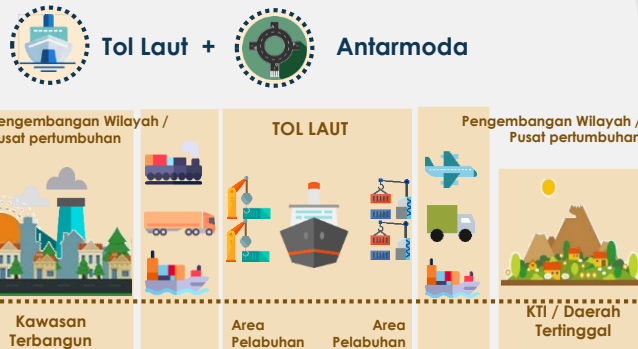 Tol Laut + Antarmoda
engembangan Wilayah /
usat pertumbuhan
TOL LAUT
Pengembangan Wilayah /
Pusat pertumbuhan
Kawasan
Terbangun
Area
Pelabuhan
Area
Pelabuhan
KTI / Daerah
Tertinggal